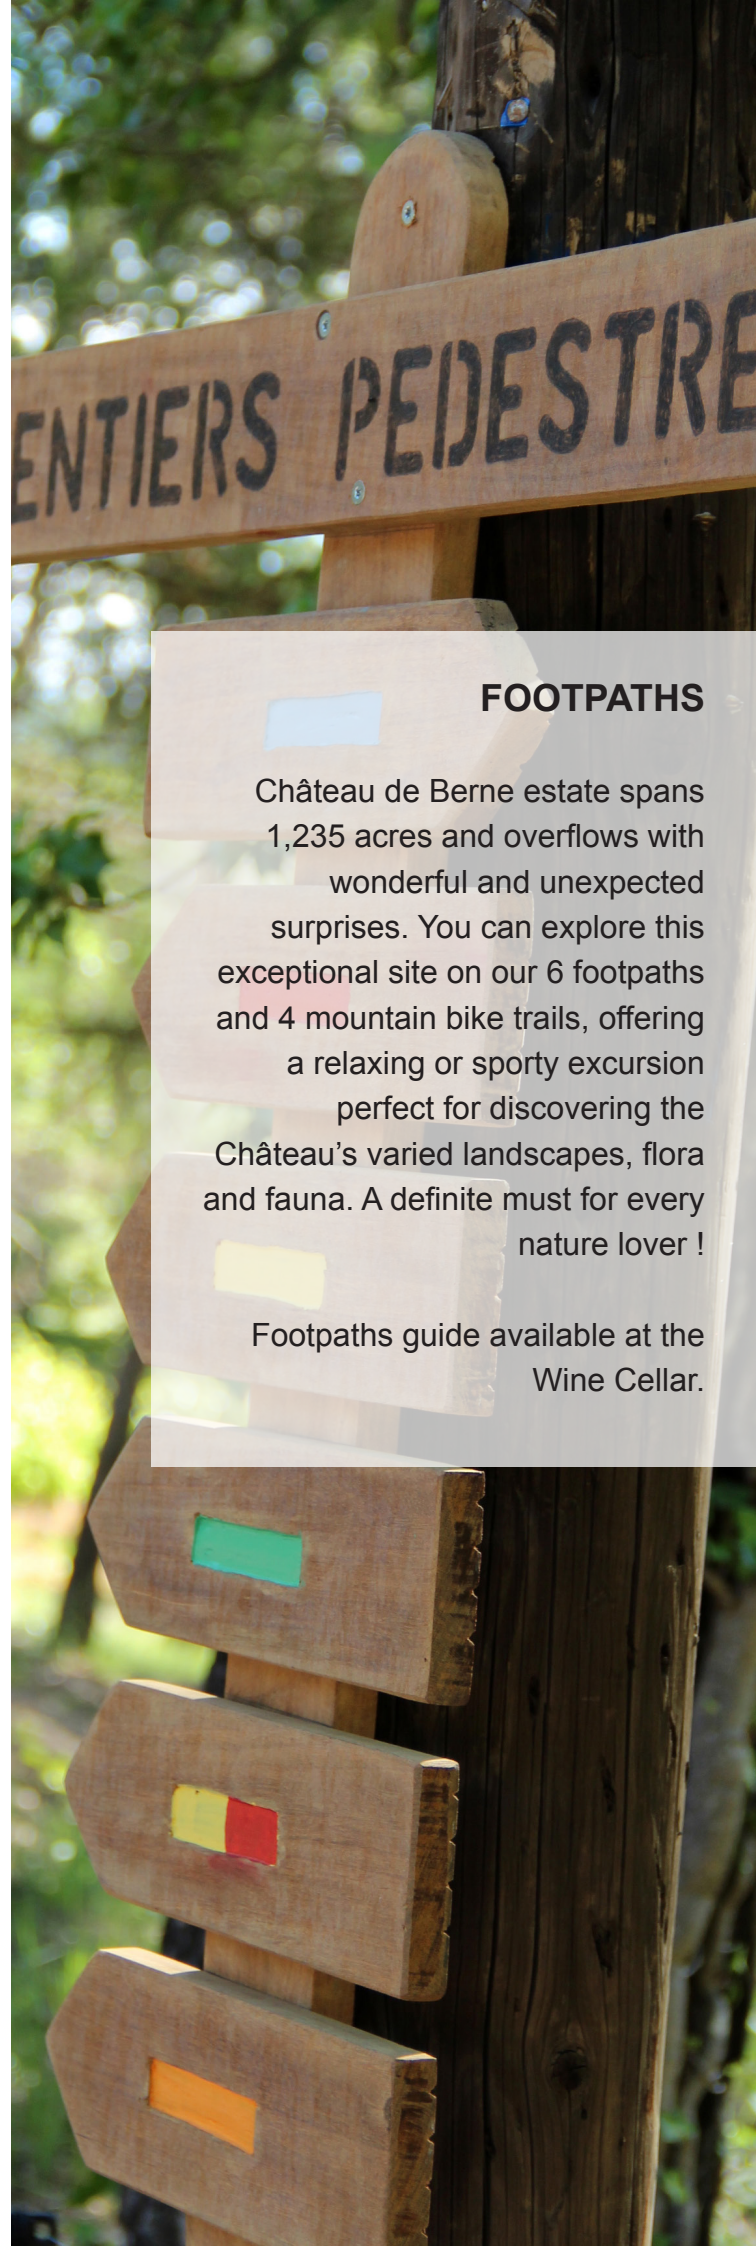 ENTIERS PEDESTRE
FOOTPATHS
Château de Berne estate spans
1,235 acres and overflows with
wonderful and unexpected
surprises. You can explore this
exceptional site on our 6 footpaths
and 4 mountain bike trails, offering
a relaxing or sporty excursion
perfect for discovering the
Château’s varied landscapes, flora
and fauna. A definite must for every
nature lover !
Footpaths guide available at the
Wine Cellar.